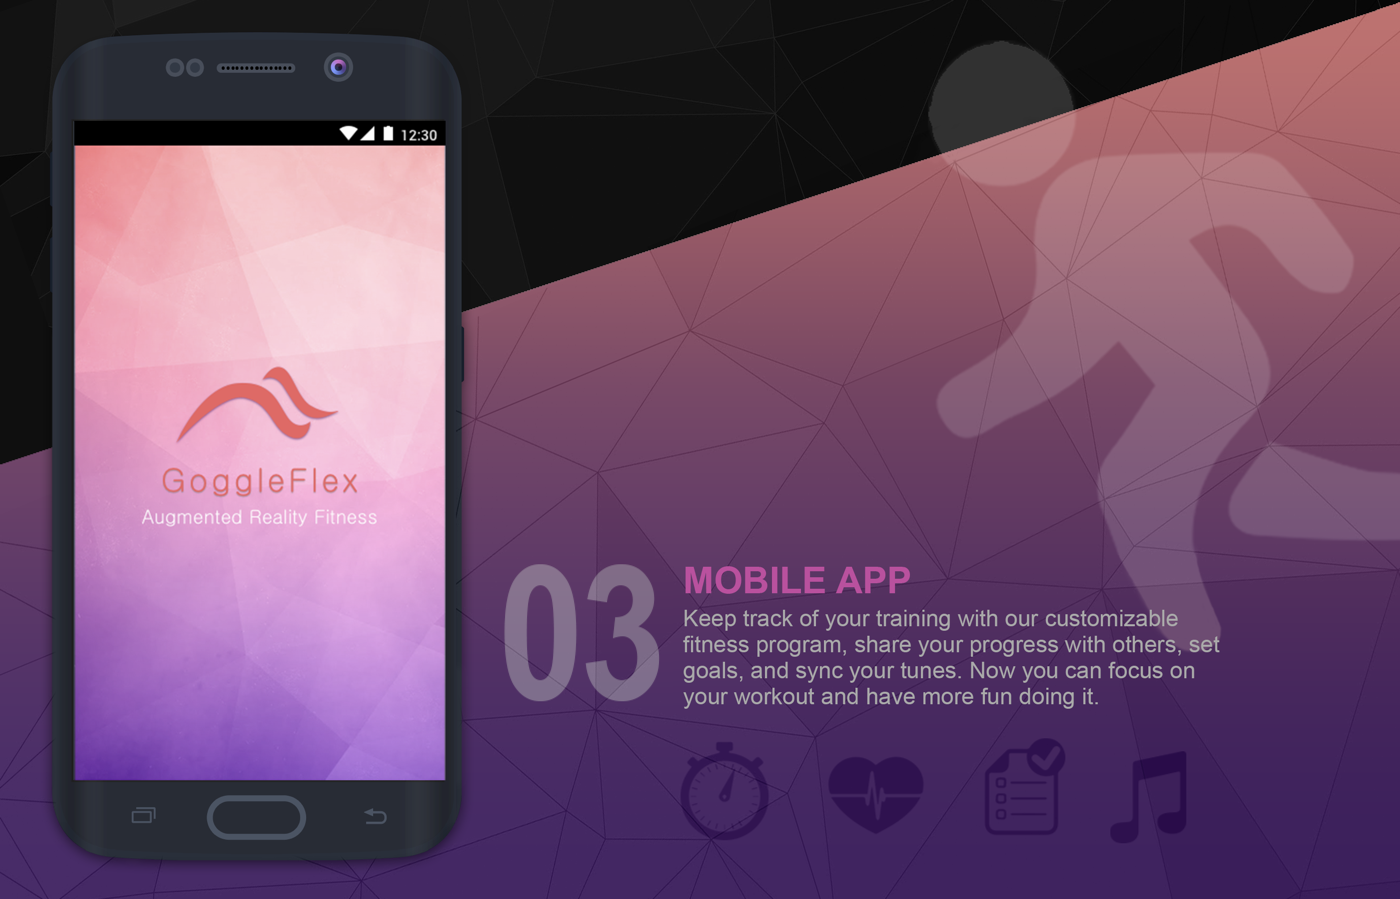 12:30
GoggleFlex
Augmented Reality Fitness
03
MOBILE APP
Keep track of your training with our customizable
fitness program, share your progress with others, set
goals, and sync your tunes. Now you can focus on
your workout and have more fun doing it.